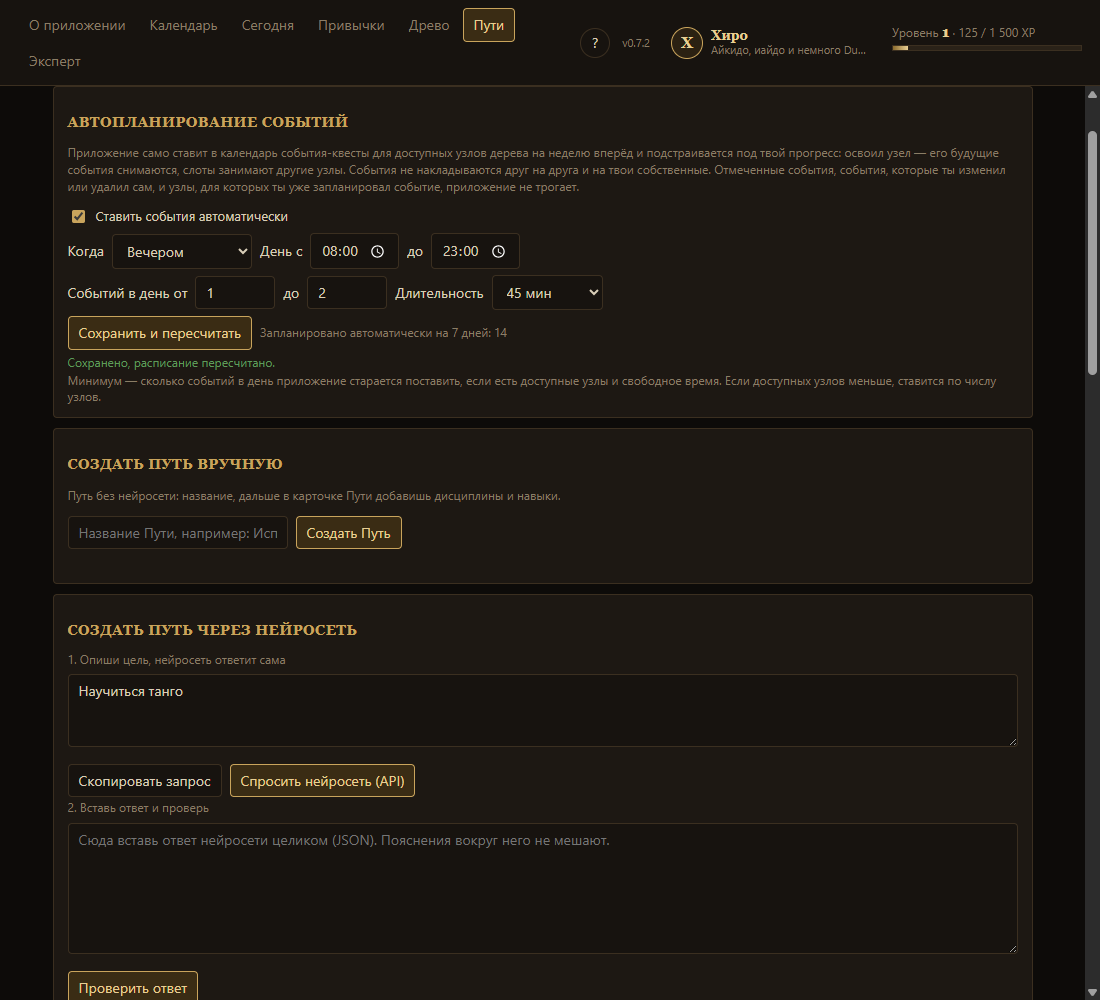 О приложении Календарь Сегодня Привычки Древо Пути
Эксперт
? v0.7.2
Х Хиро
Айкидо, иайдо и немного Du...
Уровень 1 · 125 / 1 500 XP
АВТОПЛАНИРОВАНИЕ СОБЫТИЙ
Приложение само ставит в календарь события-квесты для доступных узлов дерева на неделю вперёд и подстраивается под твой прогресс: освоил узел — его будущие
события снимаются, слоты занимают другие узлы. События не накладываются друг на друга и на твои собственные. Отмеченные события, события, которые ты изменил
или удалил сам, и узлы, для которых ты уже запланировал событие, приложение не трогает.
Ставить события автоматически
Когда Вечером День с 08:00 до 23:00
Событий в день от 1 до 2 Длительность 45 мин
Сохранить и пересчитать Запланировано автоматически на 7 дней: 14
Сохранено, расписание пересчитано.
Минимум — сколько событий в день приложение старается поставить, если есть доступные узлы и свободное время. Если доступных узлов меньше, ставится по числу
узлов.
СОЗДАТЬ ПУТЬ ВРУЧНУЮ
Путь без нейросети: название, дальше в карточке Пути добавишь дисциплины и навыки.
Название Пути, например: Исп Создать Путь
СОЗДАТЬ ПУТЬ ЧЕРЕЗ НЕЙРОСЕТЬ
1. Опиши цель, нейросеть ответит сама
Научиться танго
Скопировать запрос Спросить нейросеть (API)
2. Вставь ответ и проверь
Сюда вставь ответ нейросети целиком (JSON). Пояснения вокруг него не мешают.
Проверить ответ